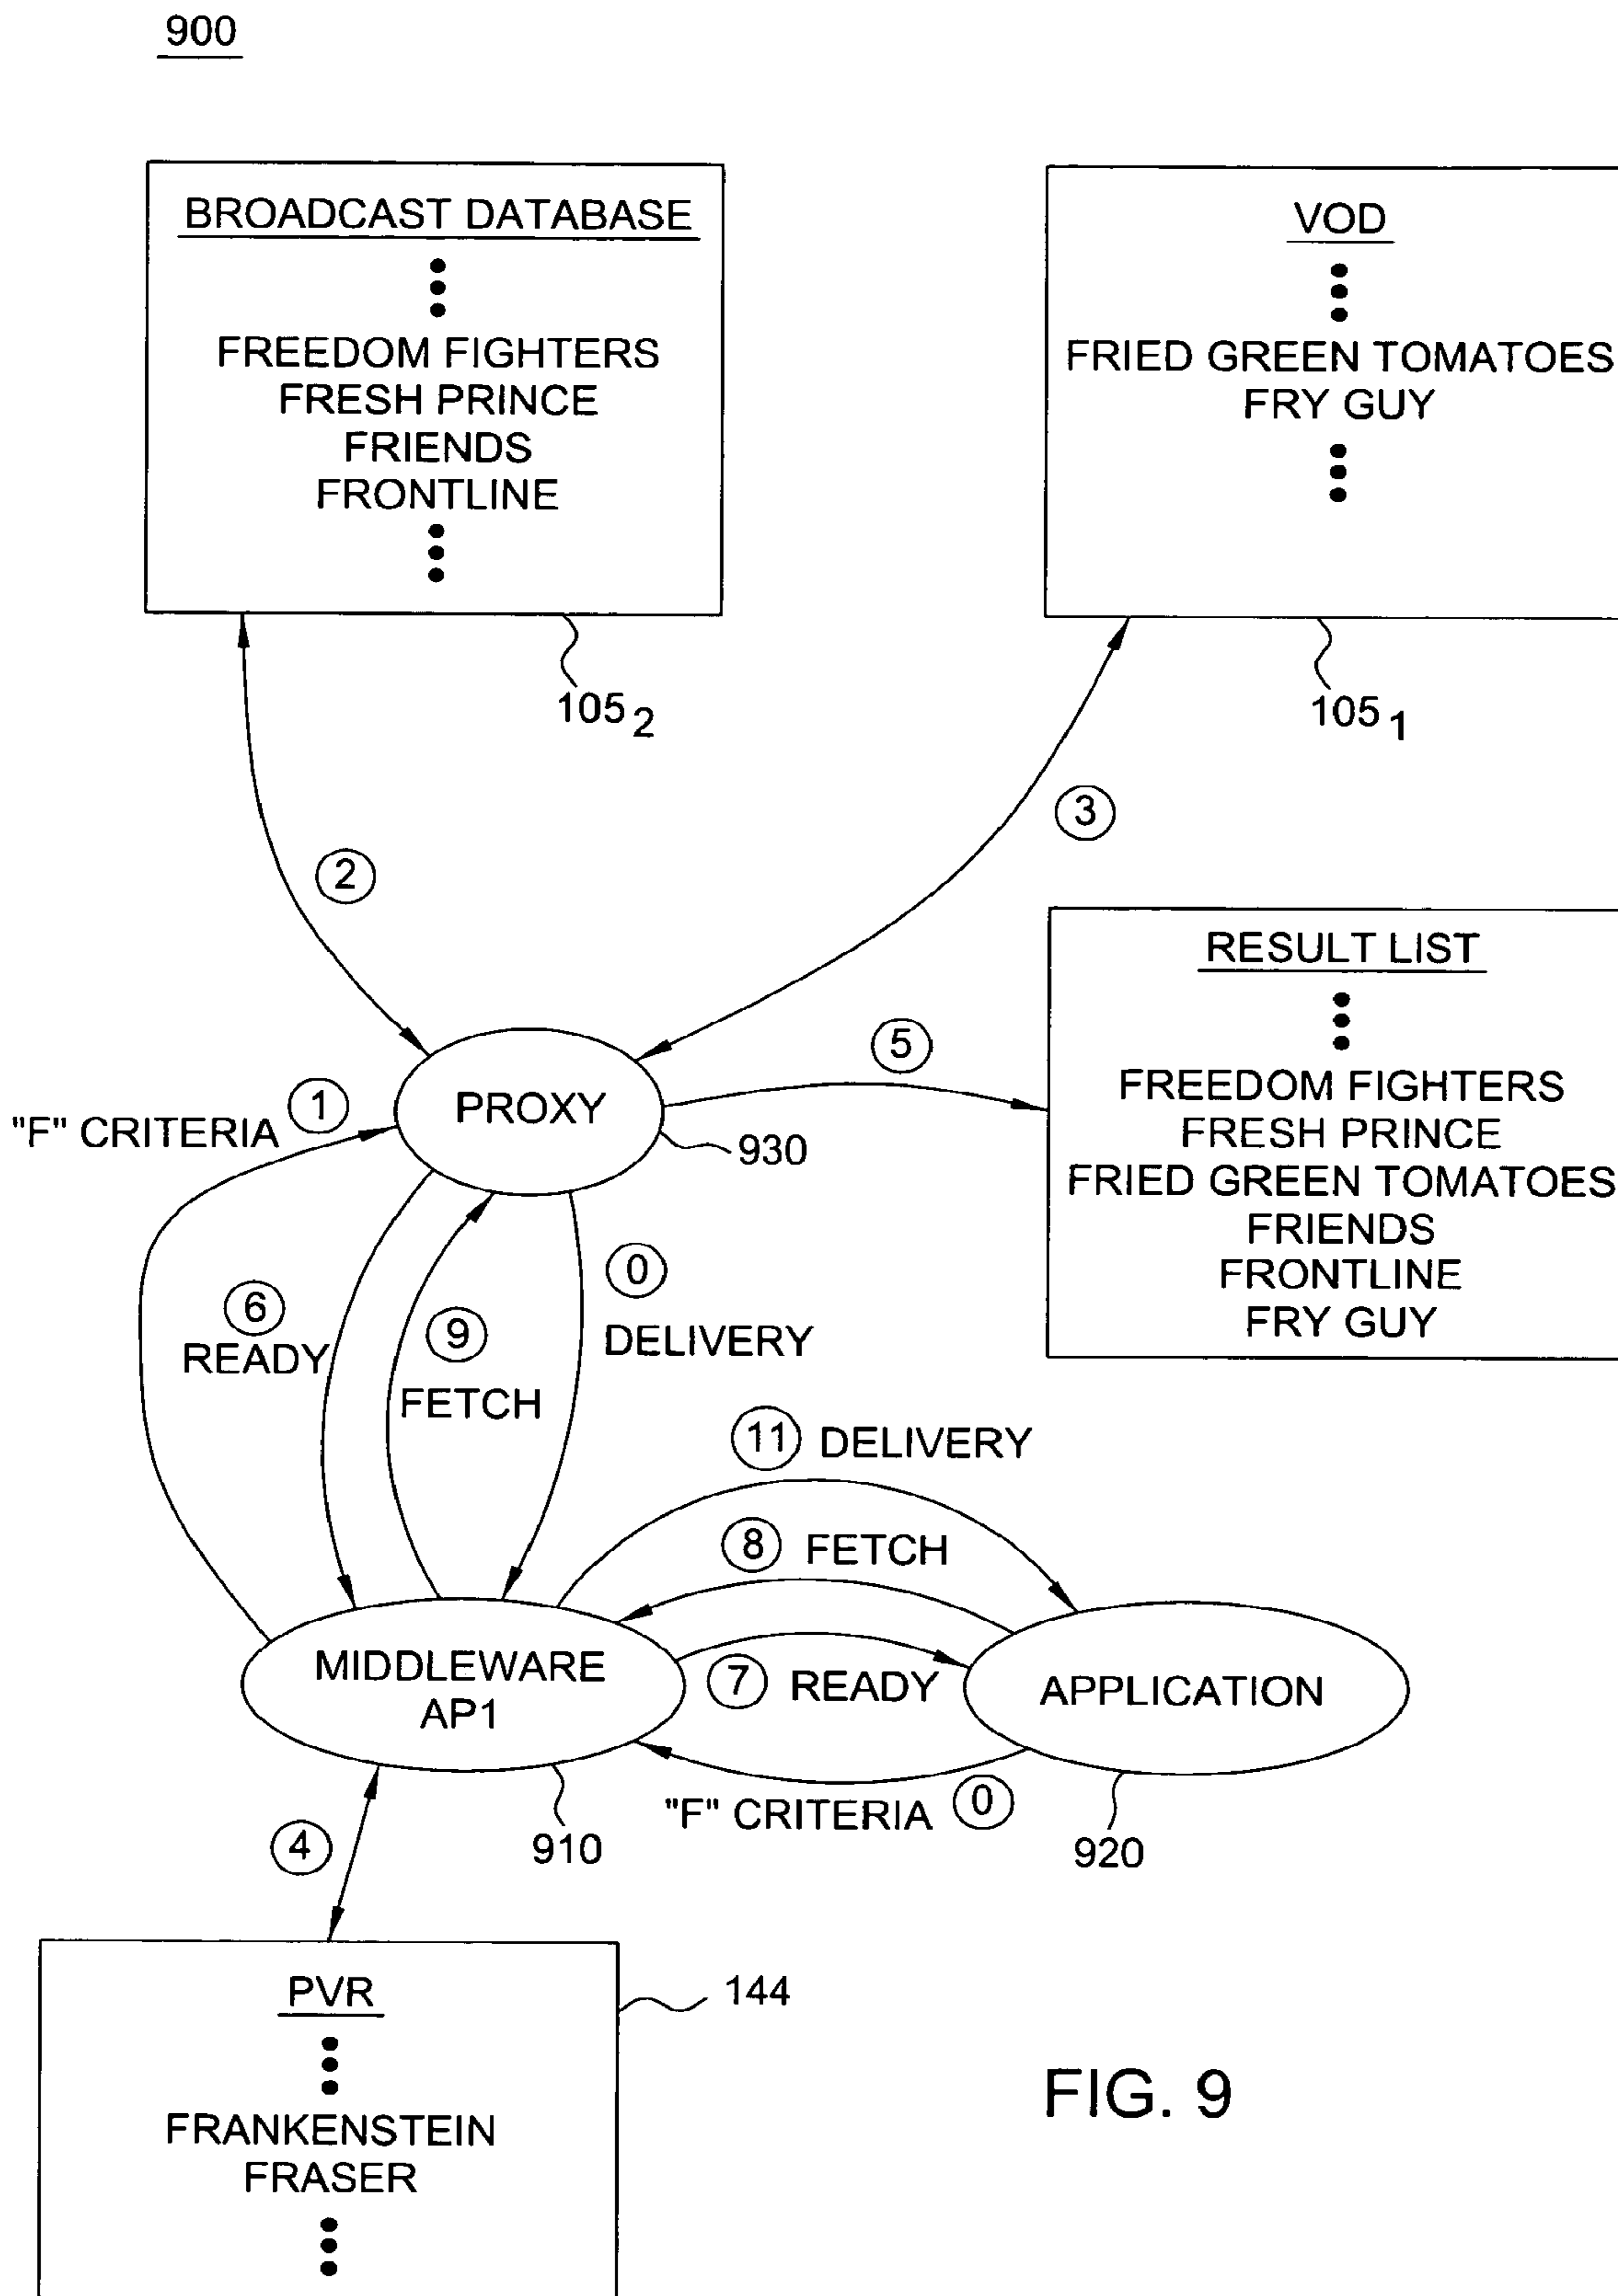 900
BROADCAST DATABASE
FREEDOM FIGHTERS
FRESH PRINCE
FRIENDS
FRONTLINE
105 2
VOD
FRIED GREEN TOMATOES
FRY GUY
105 1
2
3
RESULT LIST
FREEDOM FIGHTERS
FRESH PRINCE
FRIED GREEN TOMATOES
FRIENDS
FRONTLINE
FRY GUY
5
1
"F" CRITERIA
PROXY
930
6
READY
9
FETCH
0
DELIVERY
11 DELIVERY
8 FETCH
7 READY
MIDDLEWARE
AP1
APPLICATION
"F" CRITERIA 0
910
920
4
PVR
FRANKENSTEIN
FRASER
144
FIG. 9